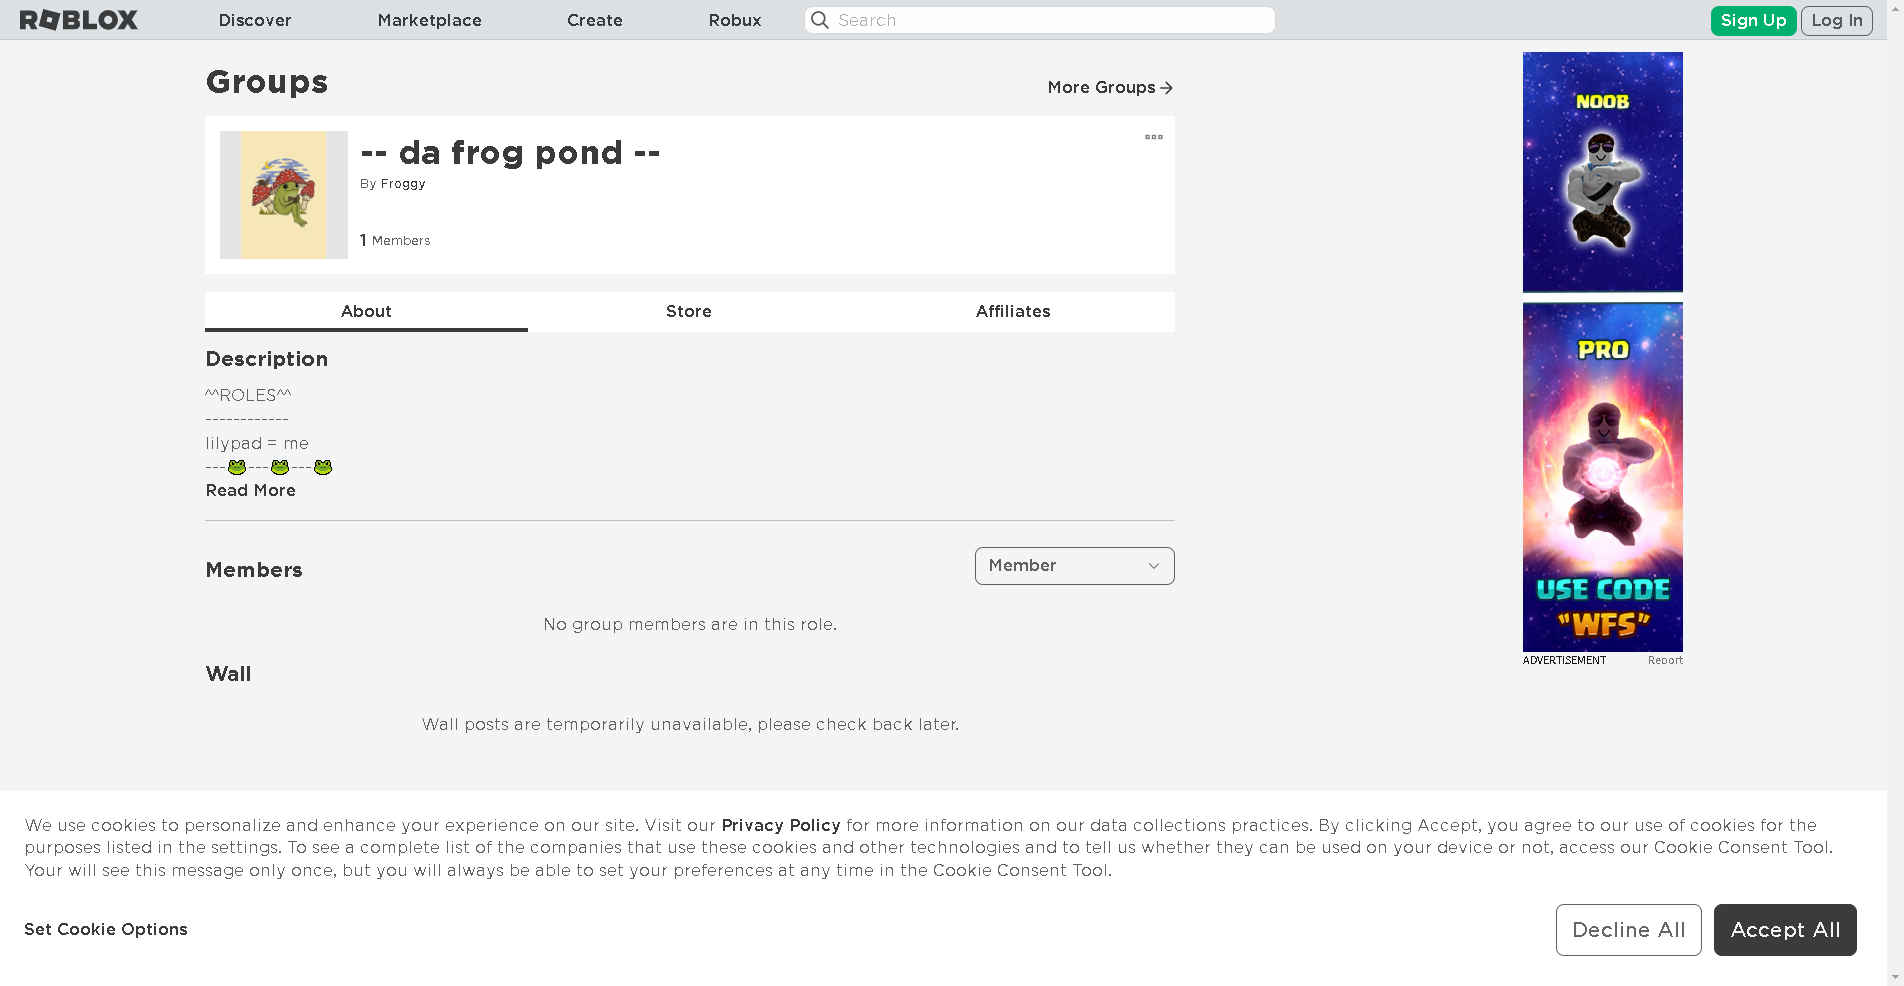 ROBLOX
Discover
Marketplace
Create
Robux
Search
Sign Up
Log In
Groups
More Groups
-- da frog pond --
By Froggy
1 Members
About
Store
Affiliates
Description
^^ROLES^^
------------
lilypad = me
---🐸---🐸---🐸
Read More
Members
Member
No group members are in this role.
Wall
Wall posts are temporarily unavailable, please check back later.
NOOB
PRO
USE CODE
"WFS"
ADVERTISEMENT
Report
We use cookies to personalize and enhance your experience on our site. Visit our Privacy Policy for more information on our data collections practices. By clicking Accept, you agree to our use of cookies for the
purposes listed in the settings. To see a complete list of the companies that use these cookies and other technologies and to tell us whether they can be used on your device or not, access our Cookie Consent Tool.
Your will see this message only once, but you will always be able to set your preferences at any time in the Cookie Consent Tool.
Set Cookie Options
Decline All
Accept All